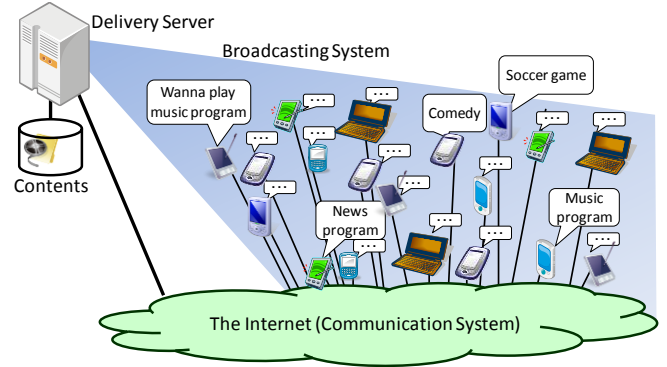 Delivery Server
Broadcasting System
Soccer game
Wanna play
music program
...
...
...
Comedy
...
...
...
...
...
...
...
Contents
...
News
program
Music
program
...
...
...
...
The Internet (Communication System)